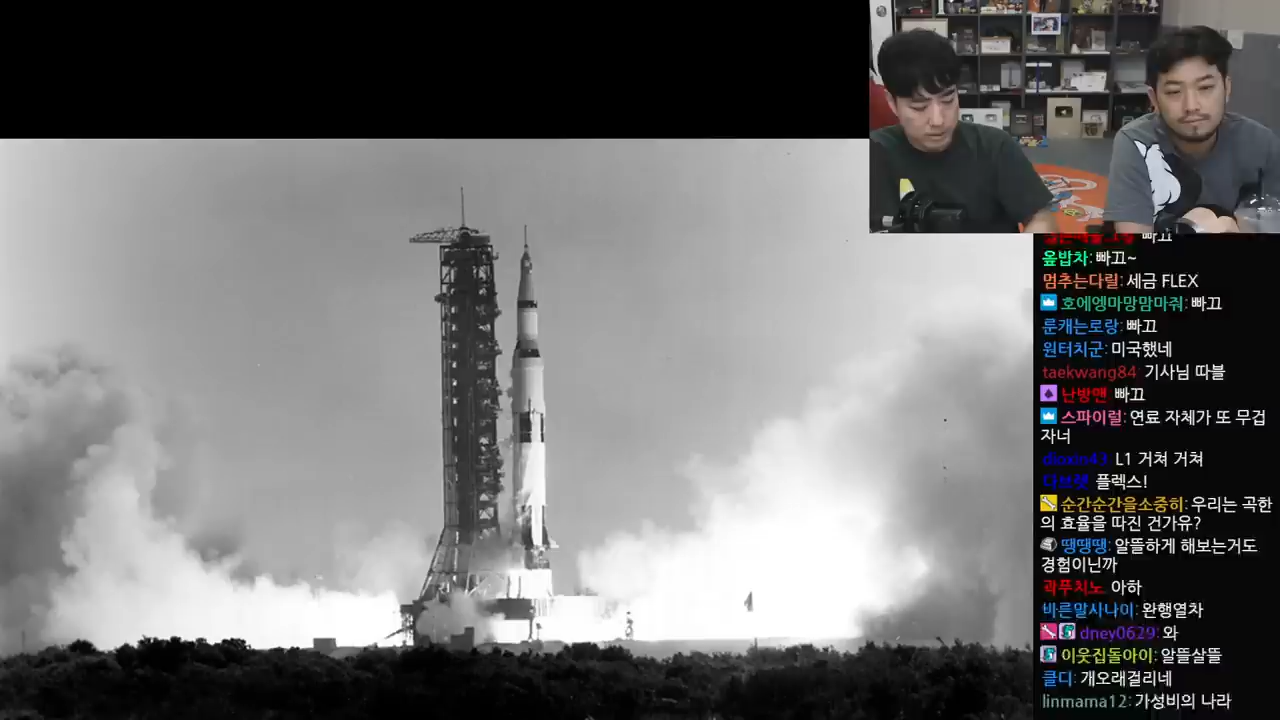 빠끄
옾밥차: 빠끄~
멈추는다릴: 세금 FLEX
호에엥마망맘마줘: 빠끄
룬캐는로랑: 빠끄
원터치군: 미국했네
taekwang84: 기사님 따블
난방맨: 빠끄
스파이럴: 연료 자체가 또 무겁
자너
dioxin43: L1 거쳐 거쳐
다브랫: 플렉스!
순간순간을소중히: 우리는 극한
의 효율을 따진 건가유?
땡땡땡: 알뜰하게 해보는거도
경험이닌까
곽푸치노: 아하
바른말사나이: 완행열차
dney0629: 와
이웃집돌아이: 알뜰살뜰
클디: 개오래걸리네
linmama12: 가성비의 나라